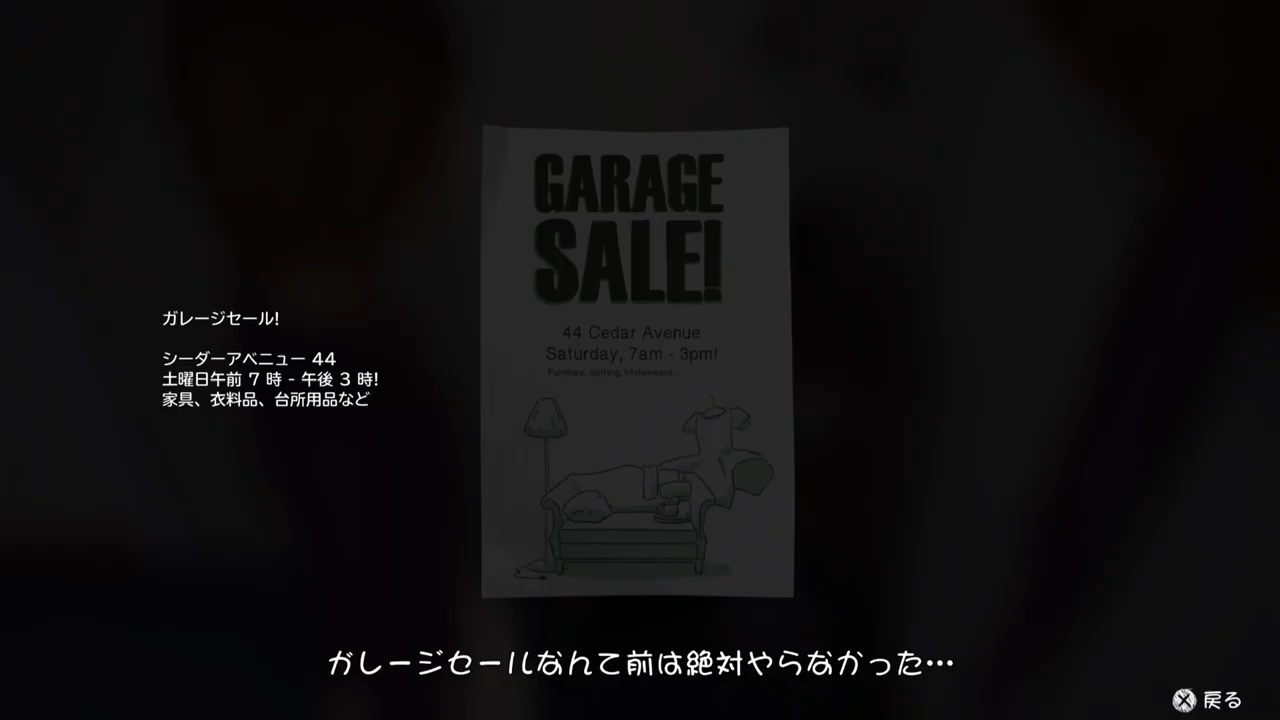 GARAGE
SALE!
44 Cedar Avenue
Saturday, 7am - 3pm!
Furniture, clothing, kitchenware...
ガレージセール!
シーダーアベニュー 44
土曜日午前 7 時 - 午後 3 時!
家具、衣料品、台所用品など
ガレージセールなんて前は絶対やらなかった…
戻る